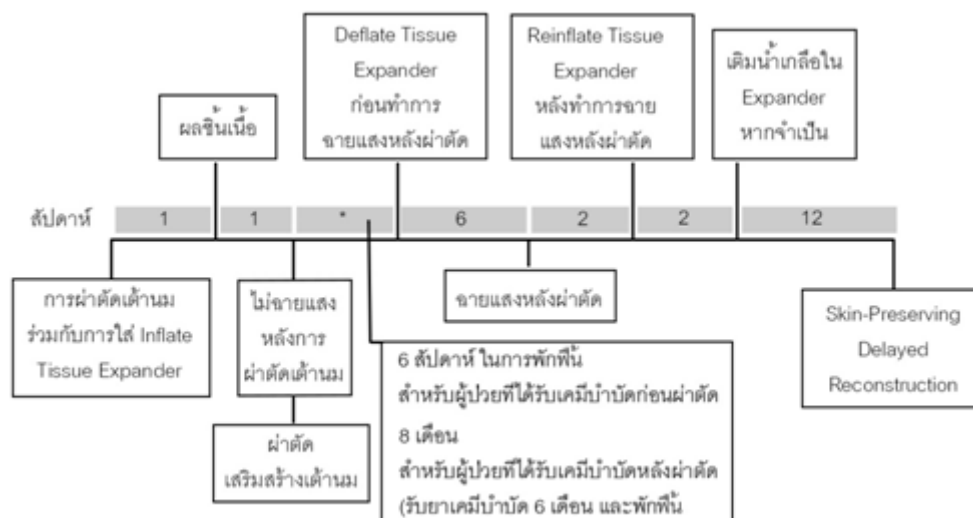 Deflate Tissue
Expander
ก่อนทำการ
ฉายแสงหลังผ่าตัด
Reinflate Tissue
Expander
หลังทำการฉาย
แสงหลังผ่าตัด
เติมน้ำเกลือใน
Expander
หากจำเป็น
ผลชิ้นเนื้อ
สัปดาห์ 1 1 * 6 2 2 12
การผ่าตัดเต้านม
ร่วมกับการใส่ Inflate
Tissue Expander
ไม่ฉายแสง
หลังการ
ผ่าตัดเต้านม
ผ่าตัด
เสริมสร้างเต้านม
ฉายแสงหลังผ่าตัด
6 สัปดาห์ ในการพักฟื้น
สำหรับผู้ป่วยที่ได้รับเคมีบำบัดก่อนผ่าตัด
8 เดือน
สำหรับผู้ป่วยที่ได้รับเคมีบำบัดหลังผ่าตัด
(รับยาเคมีบำบัด 6 เดือน และพักฟื้น
Skin-Preserving
Delayed
Reconstruction